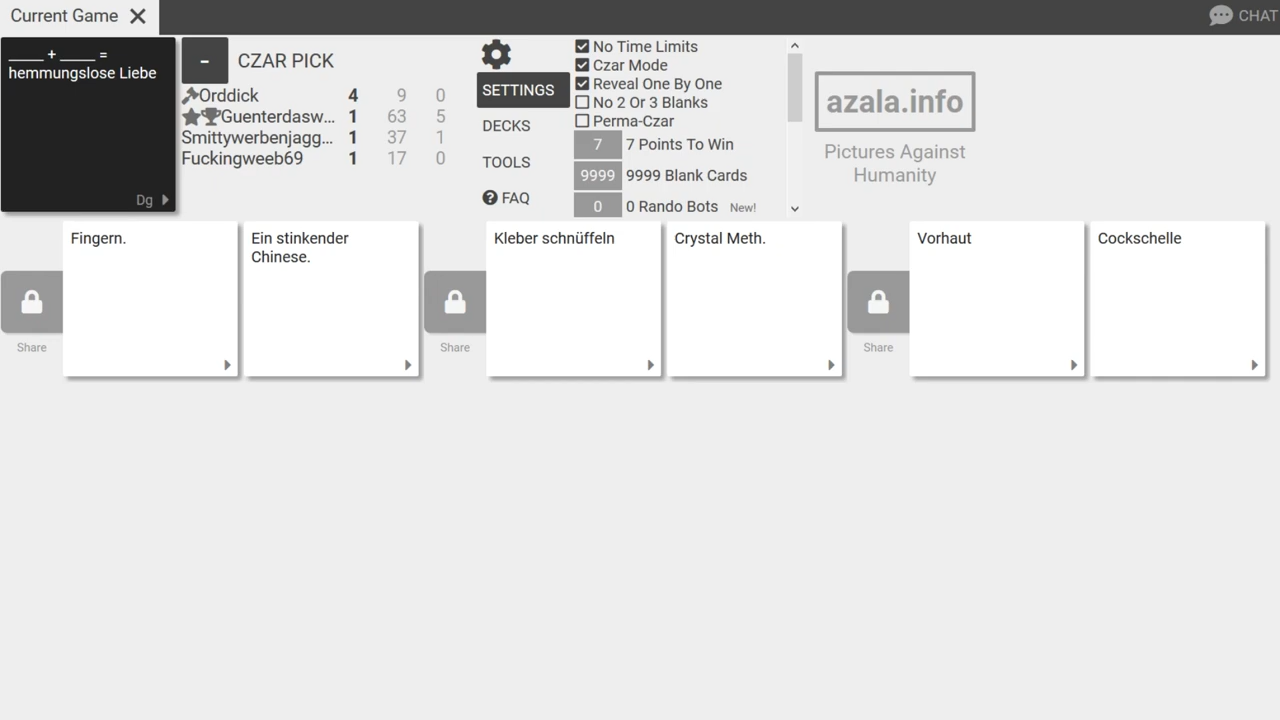 Current Game
CHAT
_____ + _____ =
hemmungslose Liebe
Dg
-
CZAR PICK
Orddick 4 9 0
Guenterdasw... 1 63 5
Smittywerbenjagg... 1 37 1
Fuckingweeb69 1 17 0
SETTINGS
DECKS
TOOLS
FAQ
No Time Limits
Czar Mode
Reveal One By One
No 2 Or 3 Blanks
Perma-Czar
7 7 Points To Win
9999 9999 Blank Cards
0 0 Rando Bots New!
azala.info
Pictures Against
Humanity
Share
Fingern.
Ein stinkender
Chinese.
Share
Kleber schnüffeln
Crystal Meth.
Share
Vorhaut
Cockschelle